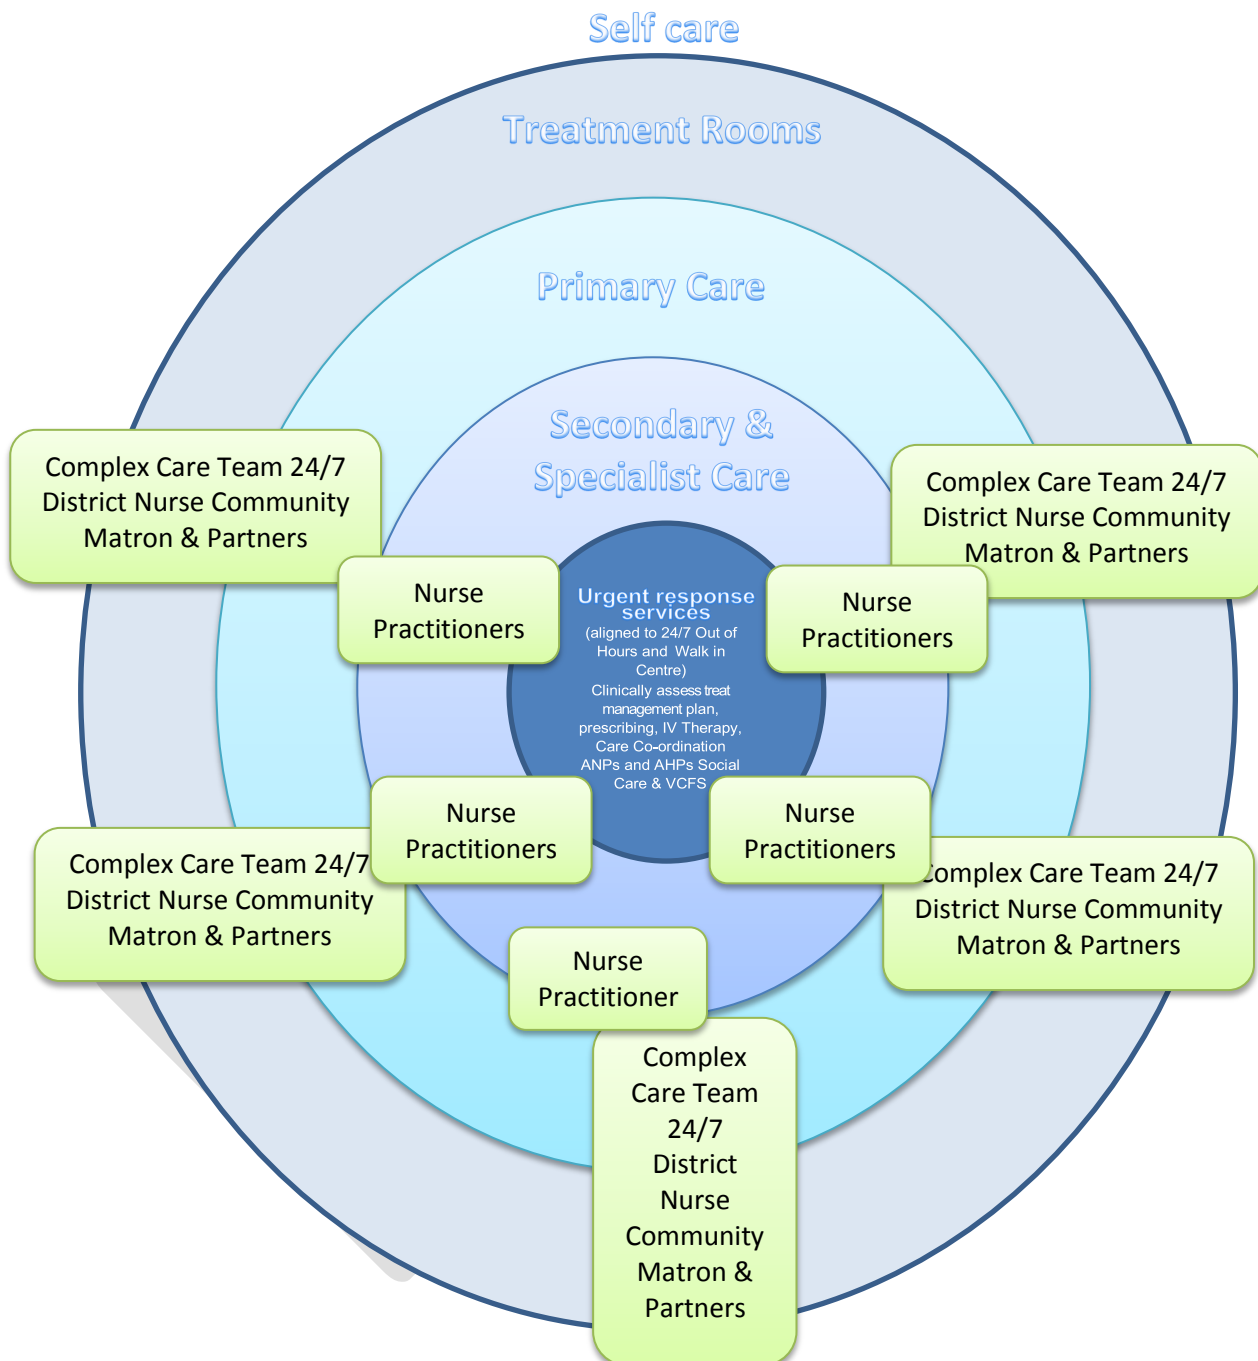 Self care
Treatment Rooms
Primary Care
Secondary &
Specialist Care
Complex Care Team 24/7
District Nurse Community
Matron & Partners
Complex Care Team 24/7
District Nurse Community
Matron & Partners
Nurse
Practitioners
Urgent response
services
(aligned to 24/7 Out of
Hours and Walk in
Centre)
Clinically assess treat
management plan,
prescribing, IV Therapy,
Care Co-ordination
ANPs and AHPs Social
Care & VCFS
Nurse
Practitioners
Nurse
Practitioners
Nurse
Practitioners
Complex Care Team 24/7
District Nurse Community
Matron & Partners
Complex Care Team 24/7
District Nurse Community
Matron & Partners
Nurse
Practitioner
Complex
Care Team
24/7
District
Nurse
Community
Matron &
Partners